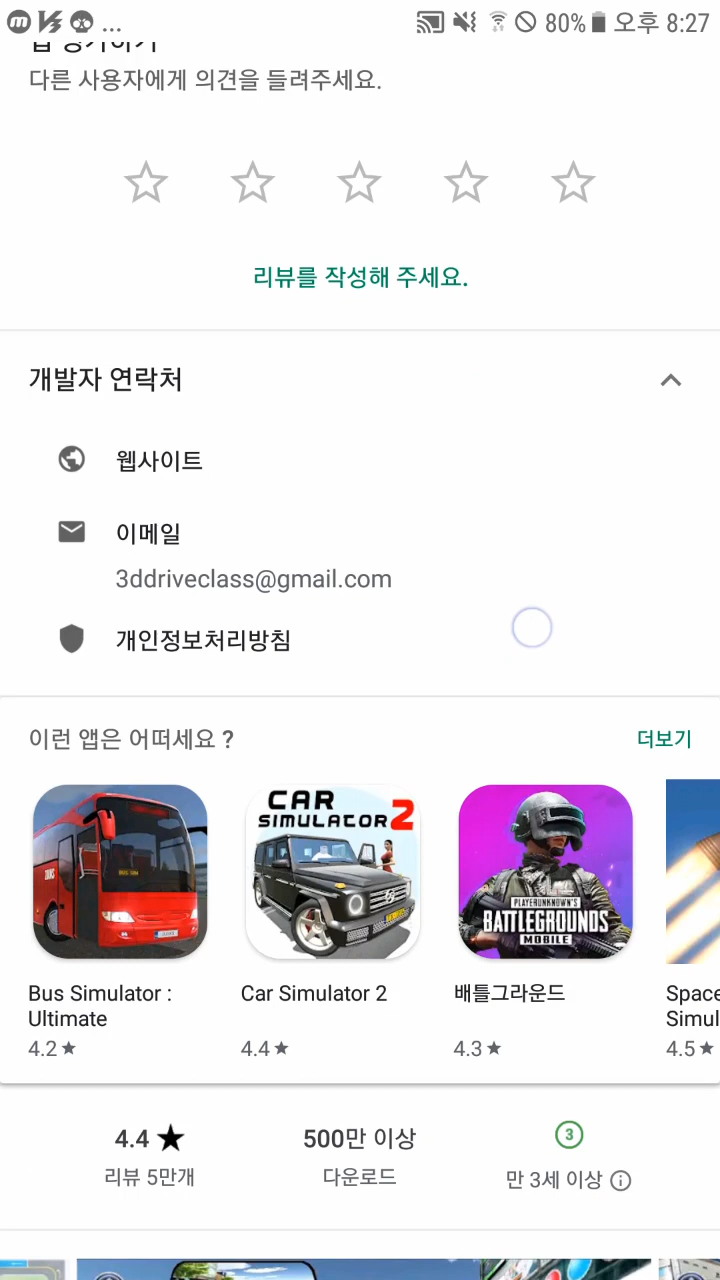 ... 80% 오후 8:27
앱 평가하기
다른 사용자에게 의견을 들려주세요.
리뷰를 작성해 주세요.
개발자 연락처
웹사이트
이메일
3ddriveclass@gmail.com
개인정보처리방침
이런 앱은 어떠세요 ?
더보기
CAR
SIMULATOR 2
PLAYERUNKNOWN'S
BATTLEGROUNDS
MOBILE
Bus Simulator :
Ultimate
4.2 ★
Car Simulator 2
4.4 ★
배틀그라운드
4.3 ★
Space
Simul
4.5 ★
4.4 ★
리뷰 5만개
500만 이상
다운로드
3
만 3세 이상